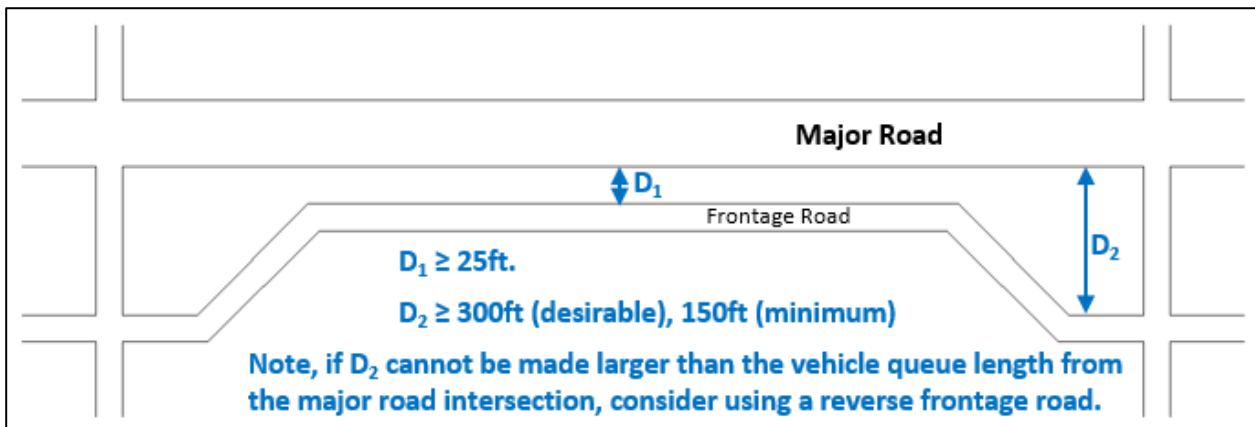 Major Road
D₁
Frontage Road
D₂
D₁ ≥ 25ft.
D₂ ≥ 300ft (desirable), 150ft (minimum)
Note, if D₂ cannot be made larger than the vehicle queue length from
the major road intersection, consider using a reverse frontage road.